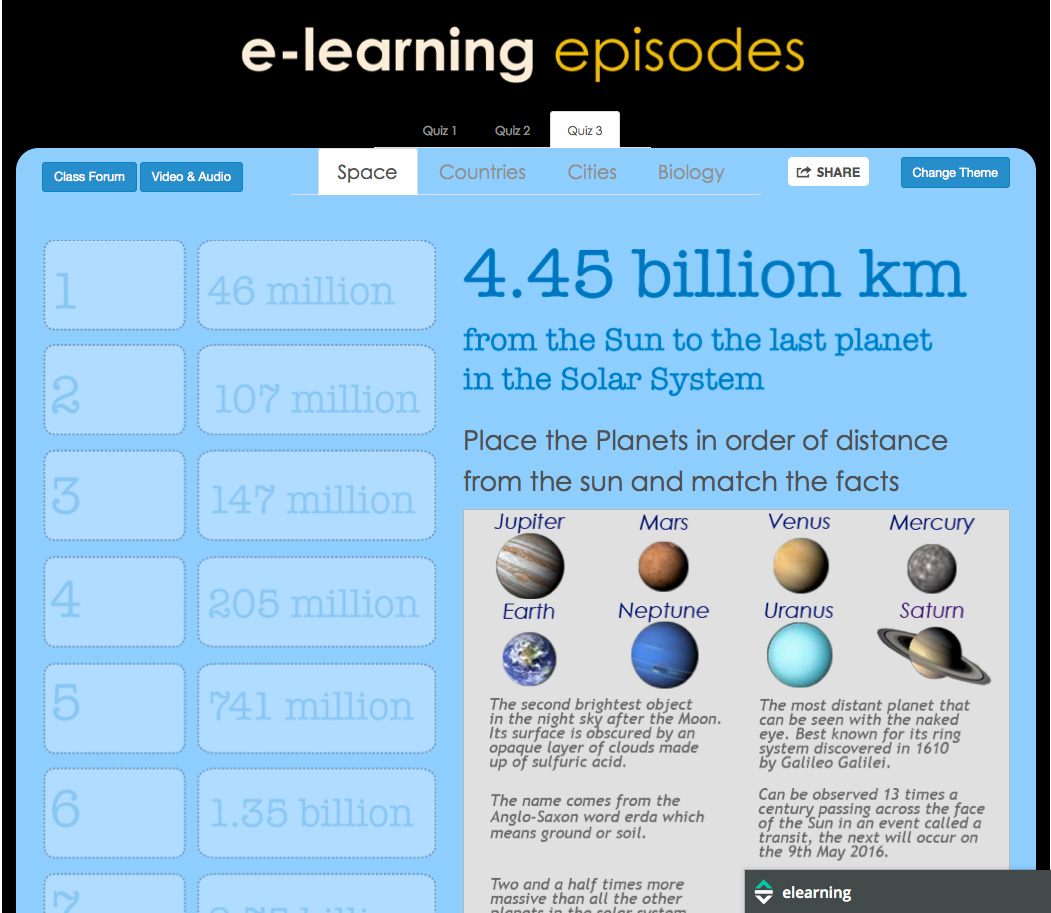 e-learning episodes
Quiz 1 Quiz 2 Quiz 3
Class Forum Video & Audio Space Countries Cities Biology SHARE Change Theme
1 46 million
2 107 million
3 147 million
4 205 million
5 741 million
6 1.35 billion
7
4.45 billion km
from the Sun to the last planet
in the Solar System
Place the Planets in order of distance
from the sun and match the facts
Jupiter Mars Venus Mercury
Earth Neptune Uranus Saturn
The second brightest object
in the night sky after the Moon.
Its surface is obscured by an
opaque layer of clouds made
up of sulfuric acid.
The most distant planet that
can be seen with the naked
eye. Best known for its ring
system discovered in 1610
by Galileo Galilei.
The name comes from the
Anglo-Saxon word erda which
means ground or soil.
Can be observed 13 times a
century passing across the face
of the Sun in an event called a
transit, the next will occur on
the 9th May 2016.
Two and a half times more
massive than all the other
planets in the solar system
elearning